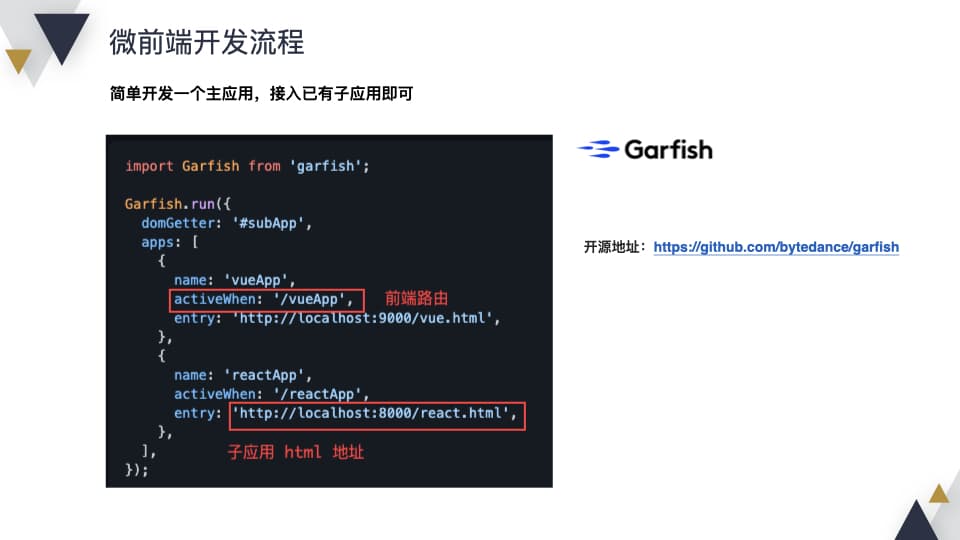 微前端开发流程
简单开发一个主应用，接入已有子应用即可
import Garfish from 'garfish';
Garfish.run({
domGetter: '#subApp',
apps: [
{
name: 'vueApp',
activeWhen: '/vueApp', 前端路由
entry: 'http://localhost:9000/vue.html',
},
{
name: 'reactApp',
activeWhen: '/reactApp',
entry: 'http://localhost:8000/react.html',
},
], 子应用 html 地址
});
Garfish
开源地址：https://github.com/bytedance/garfish